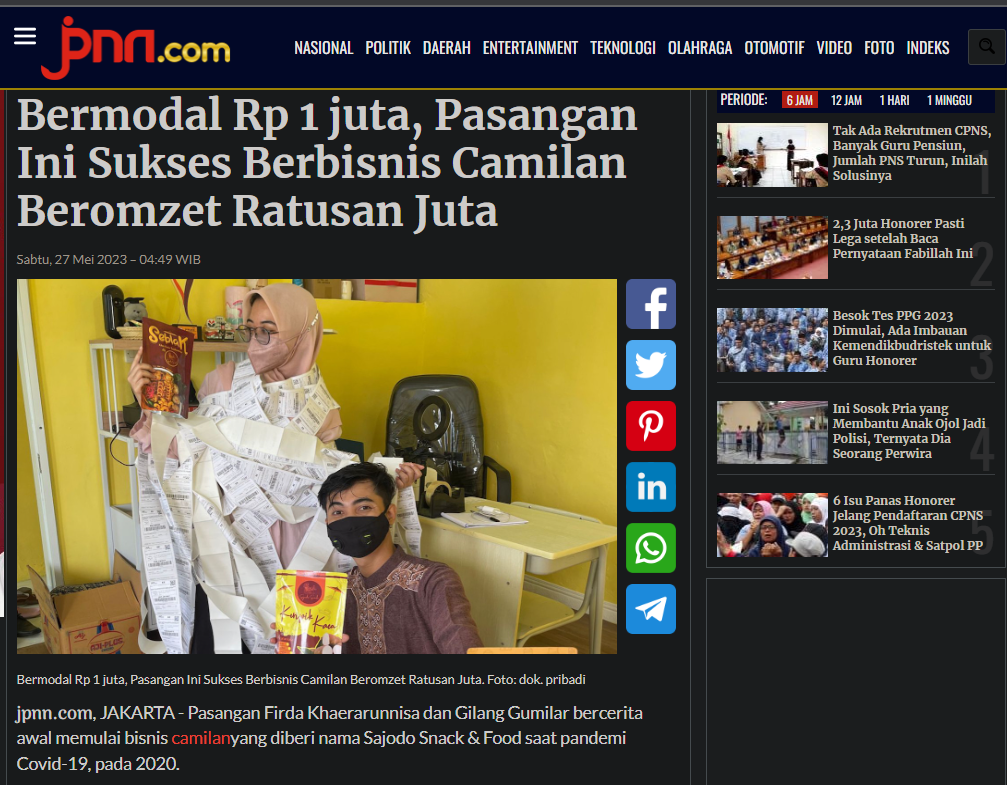 jpnn.com
NASIONAL POLITIK DAERAH ENTERTAINMENT TEKNOLOGI OLAHRAGA OTOMOTIF VIDEO FOTO INDEKS
Bermodal Rp 1 juta, Pasangan
Ini Sukses Berbisnis Camilan
Beromzet Ratusan Juta
Sabtu, 27 Mei 2023 – 04:49 WIB
Seblak
Bermodal Rp 1 juta, Pasangan Ini Sukses Berbisnis Camilan Beromzet Ratusan Juta. Foto: dok. pribadi
jpnn.com, JAKARTA - Pasangan Firda Khaerarunnisa dan Gilang Gumilar bercerita
awal memulai bisnis camilanyang diberi nama Sajodo Snack & Food saat pandemi
Covid-19, pada 2020.
PERIODE: 6 JAM 12 JAM 1 HARI 1 MINGGU
Tak Ada Rekrutmen CPNS,
Banyak Guru Pensiun,
Jumlah PNS Turun, Inilah
Solusinya
1
2,3 Juta Honorer Pasti
Lega setelah Baca
Pernyataan Fabillah Ini
2
Besok Tes PPG 2023
Dimulai, Ada Imbauan
Kemendikbudristek untuk
Guru Honorer
3
Ini Sosok Pria yang
Membantu Anak Ojol Jadi
Polisi, Ternyata Dia
Seorang Perwira
4
6 Isu Panas Honorer
Jelang Pendaftaran CPNS
2023, Oh Teknis
Administrasi & Satpol PP
5